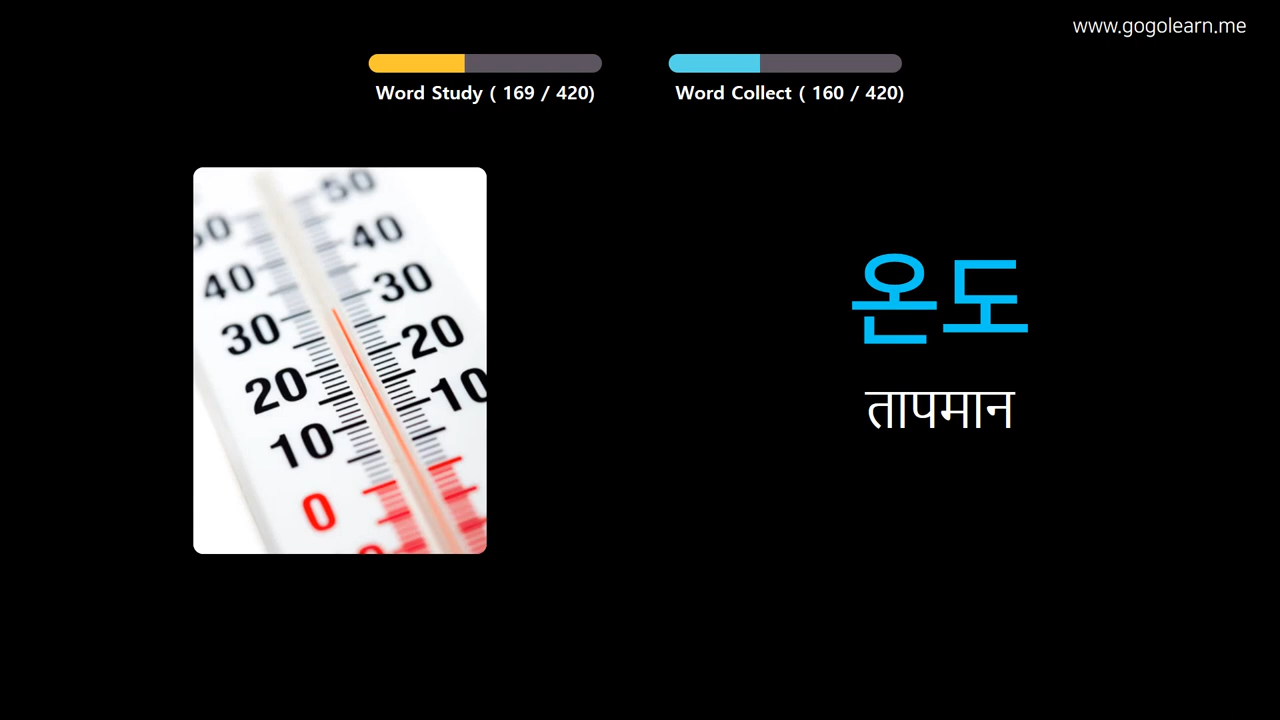 www.gogolearn.me
Word Study ( 169 / 420)
Word Collect ( 160 / 420)
50
50
40
40
30
30
20
20
10
10
0
온도
तापमान